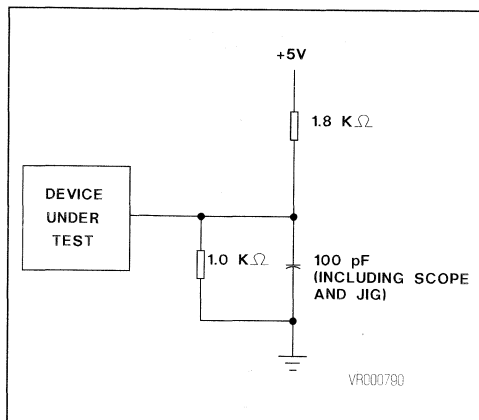 +5V
1.8 KΩ
DEVICE
UNDER
TEST
1.0 KΩ
100 pF
(INCLUDING SCOPE
AND JIG)
VR000790